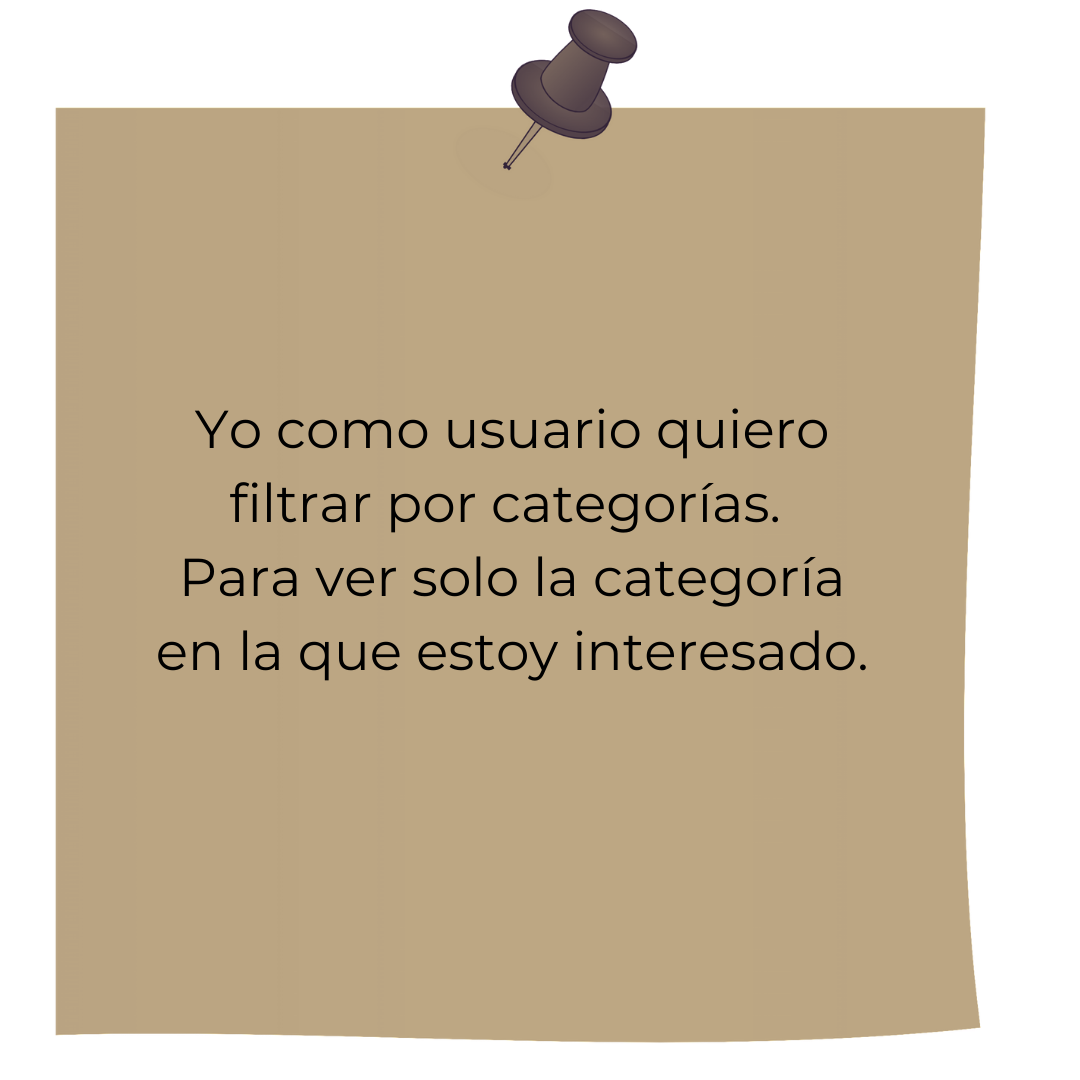 Yo como usuario quiero
filtrar por categorías.
Para ver solo la categoría
en la que estoy interesado.